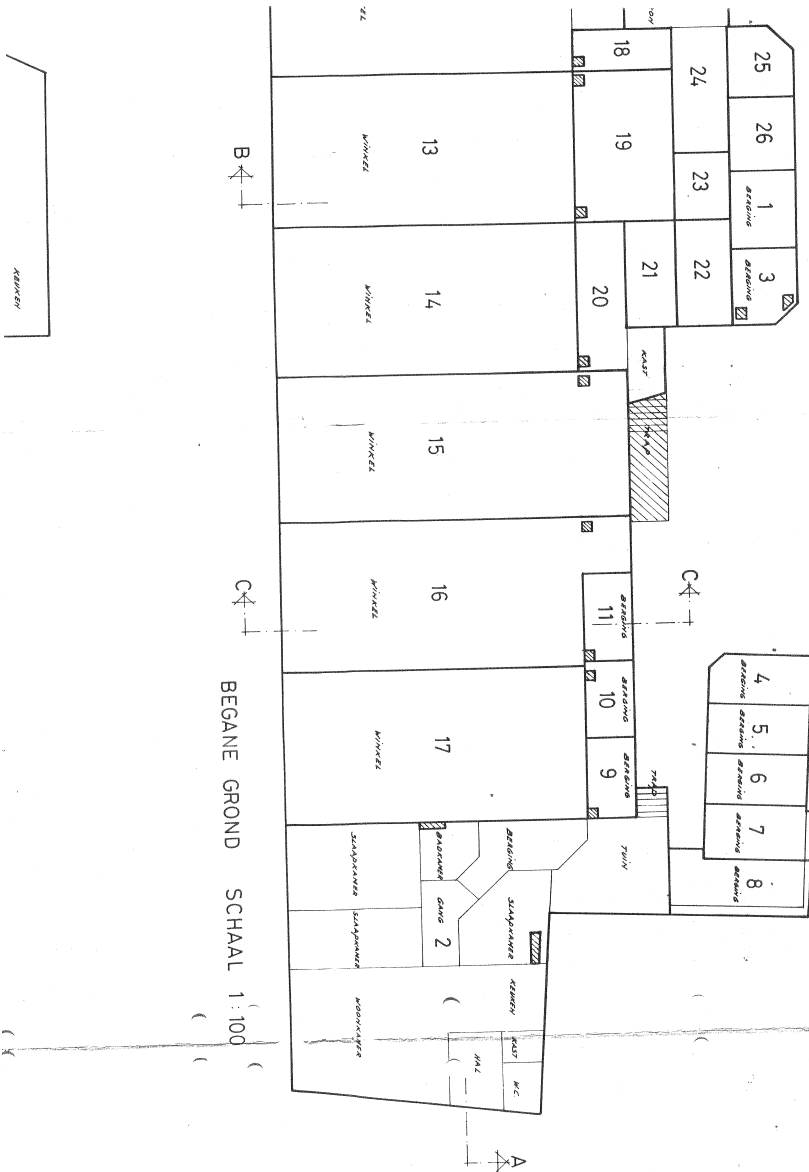 EL
ON
18
24
25
26
13
WINKEL
19
23
1
BERGING
B
3
BERGING
KEUKEN
14
WINKEL
20
21
22
KAST
15
WINKEL
TRAP
16
WINKEL
11
BERGING
C
C
10
BERGING
4
BERGING
5
BERGING
6
BERGING
7
BERGING
8
BERGING
17
WINKEL
9
BERGING
TRAP
TUIN
BEGANE GROND SCHAAL 1:100
SLAAPKAMER
BADKAMER
BERGING
SLAAPKAMER
GANG 2
SLAAPKAMER
WOONKAMER
KEUKEN
KAST
HAL
W.C.
A